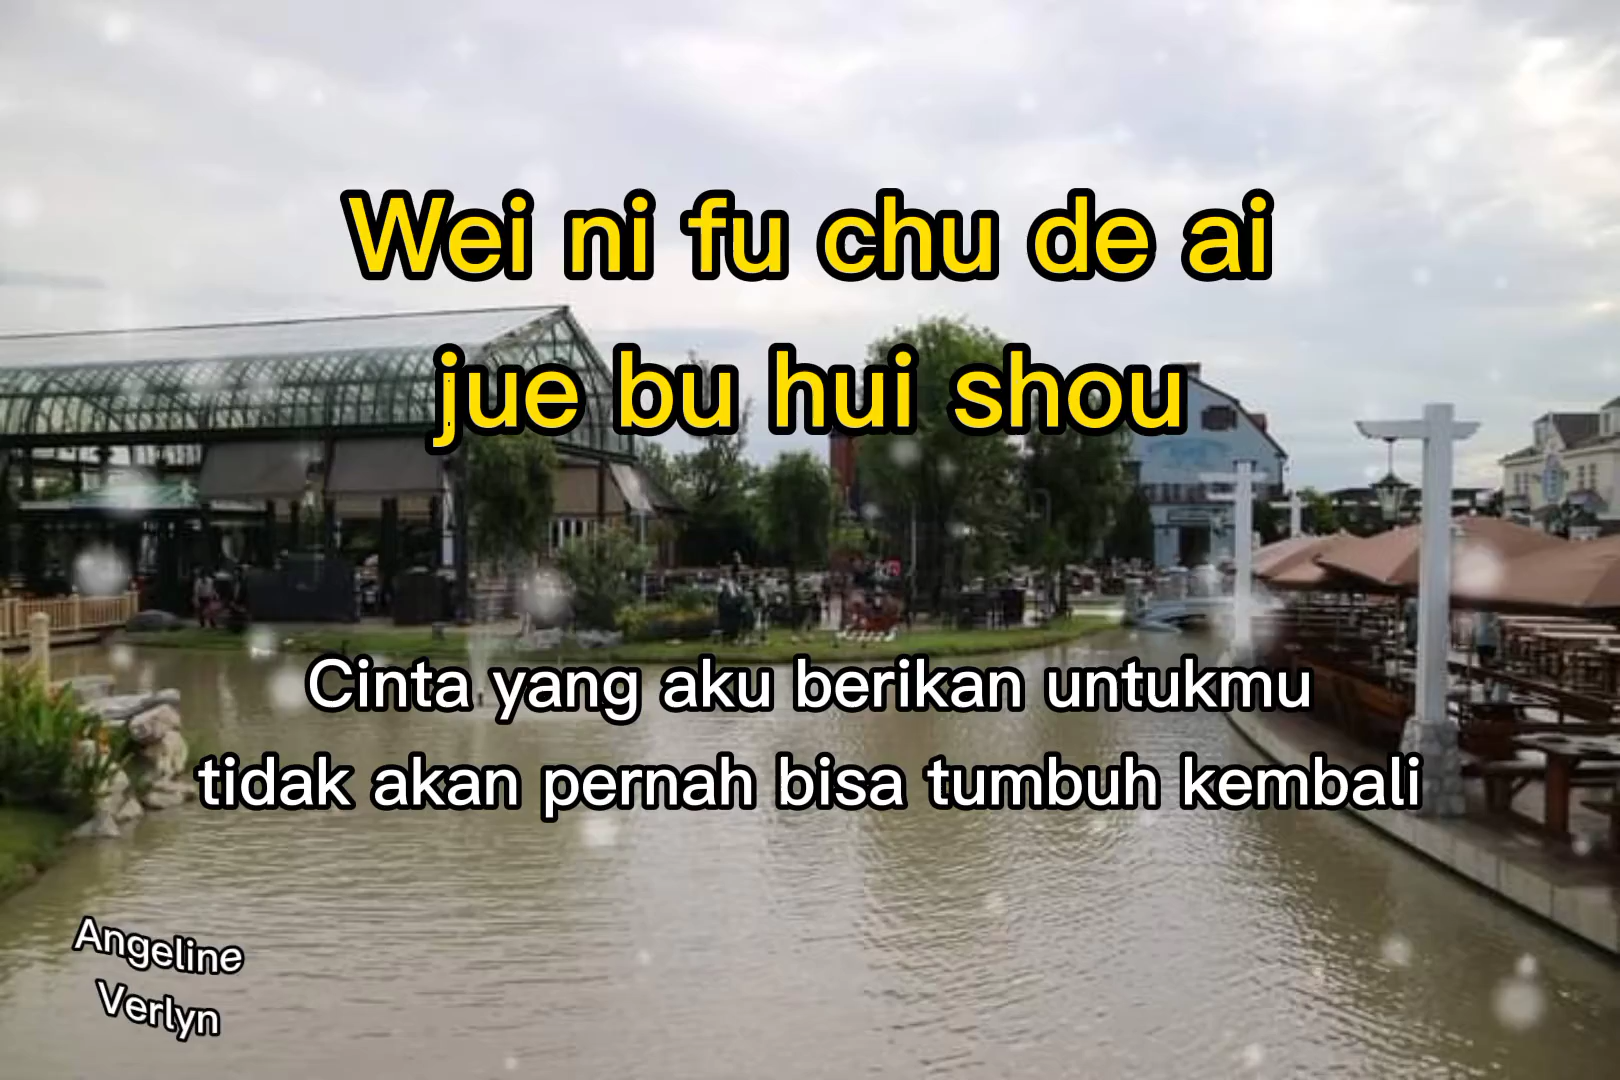 Wei ni fu chu de ai
jue bu hui shou
Cinta yang aku berikan untukmu
tidak akan pernah bisa tumbuh kembali
Angeline
Verlyn